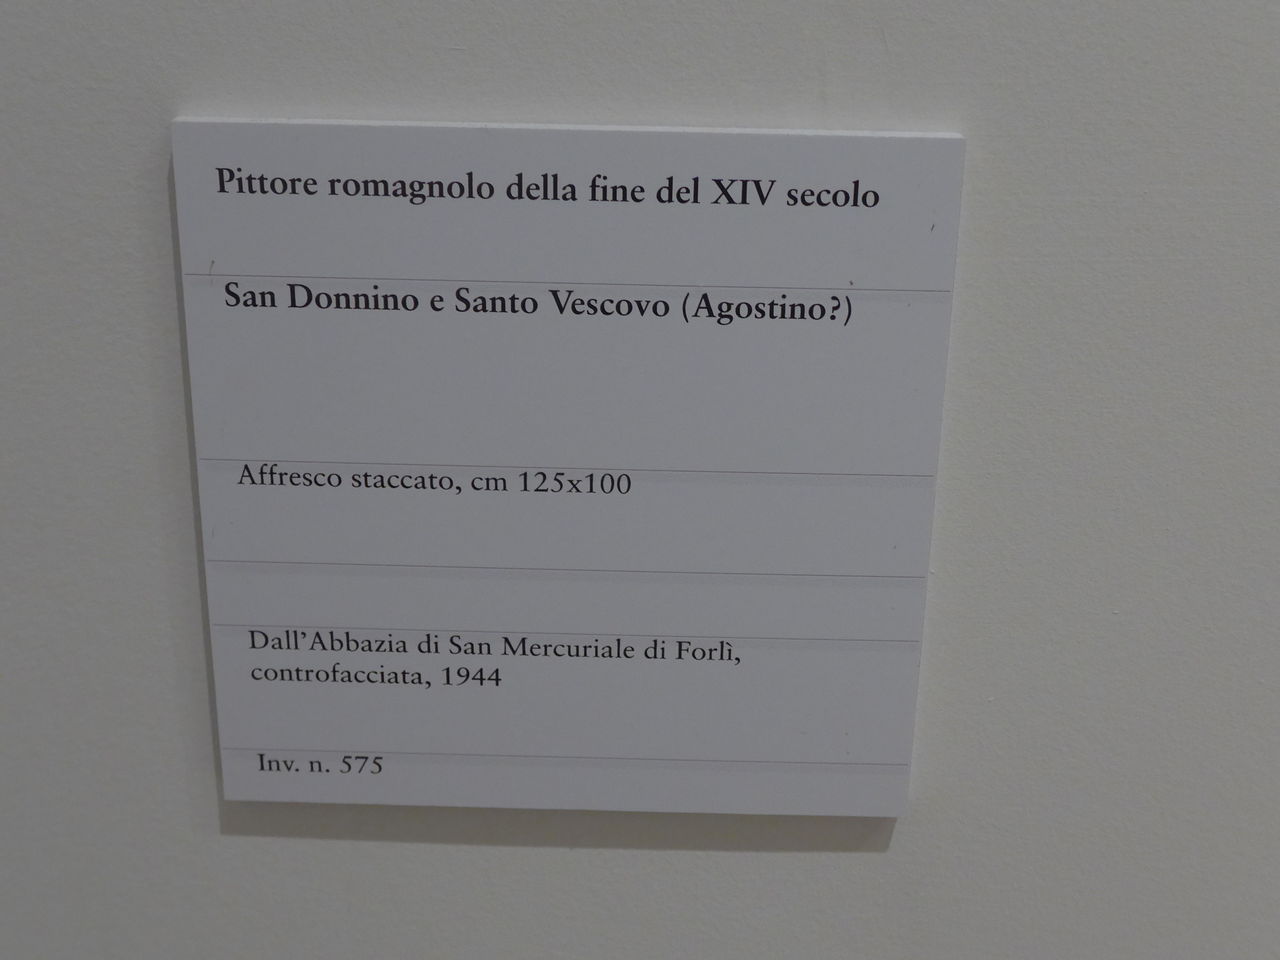 Pittore romagnolo della fine del XIV secolo
San Donnino e Santo Vescovo (Agostino?)
Affresco staccato, cm 125x100
Dall'Abbazia di San Mercuriale di Forlì,
controfacciata, 1944
Inv. n. 575